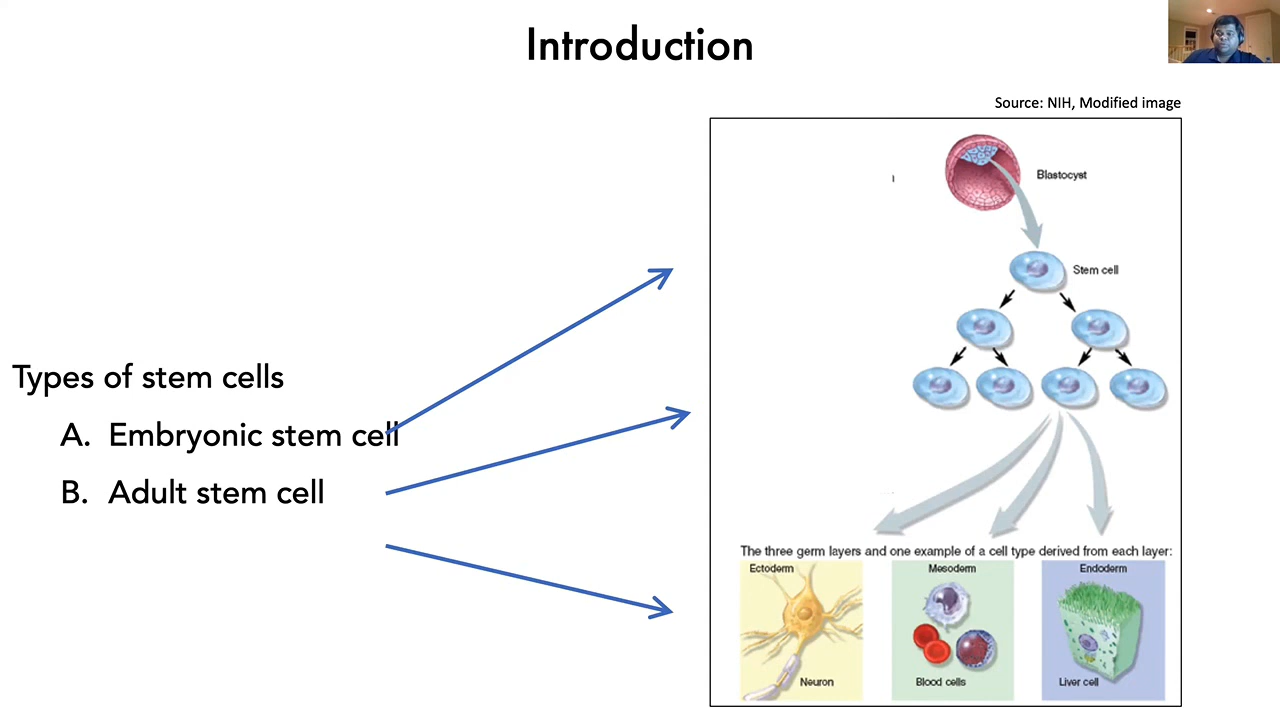 Introduction
Source: NIH, Modified image
Blastocyst
Stem cell
Types of stem cells
A. Embryonic stem cell
B. Adult stem cell
The three germ layers and one example of a cell type derived from each layer:
Ectoderm
Mesoderm
Endoderm
Neuron
Blood cells
Liver cell